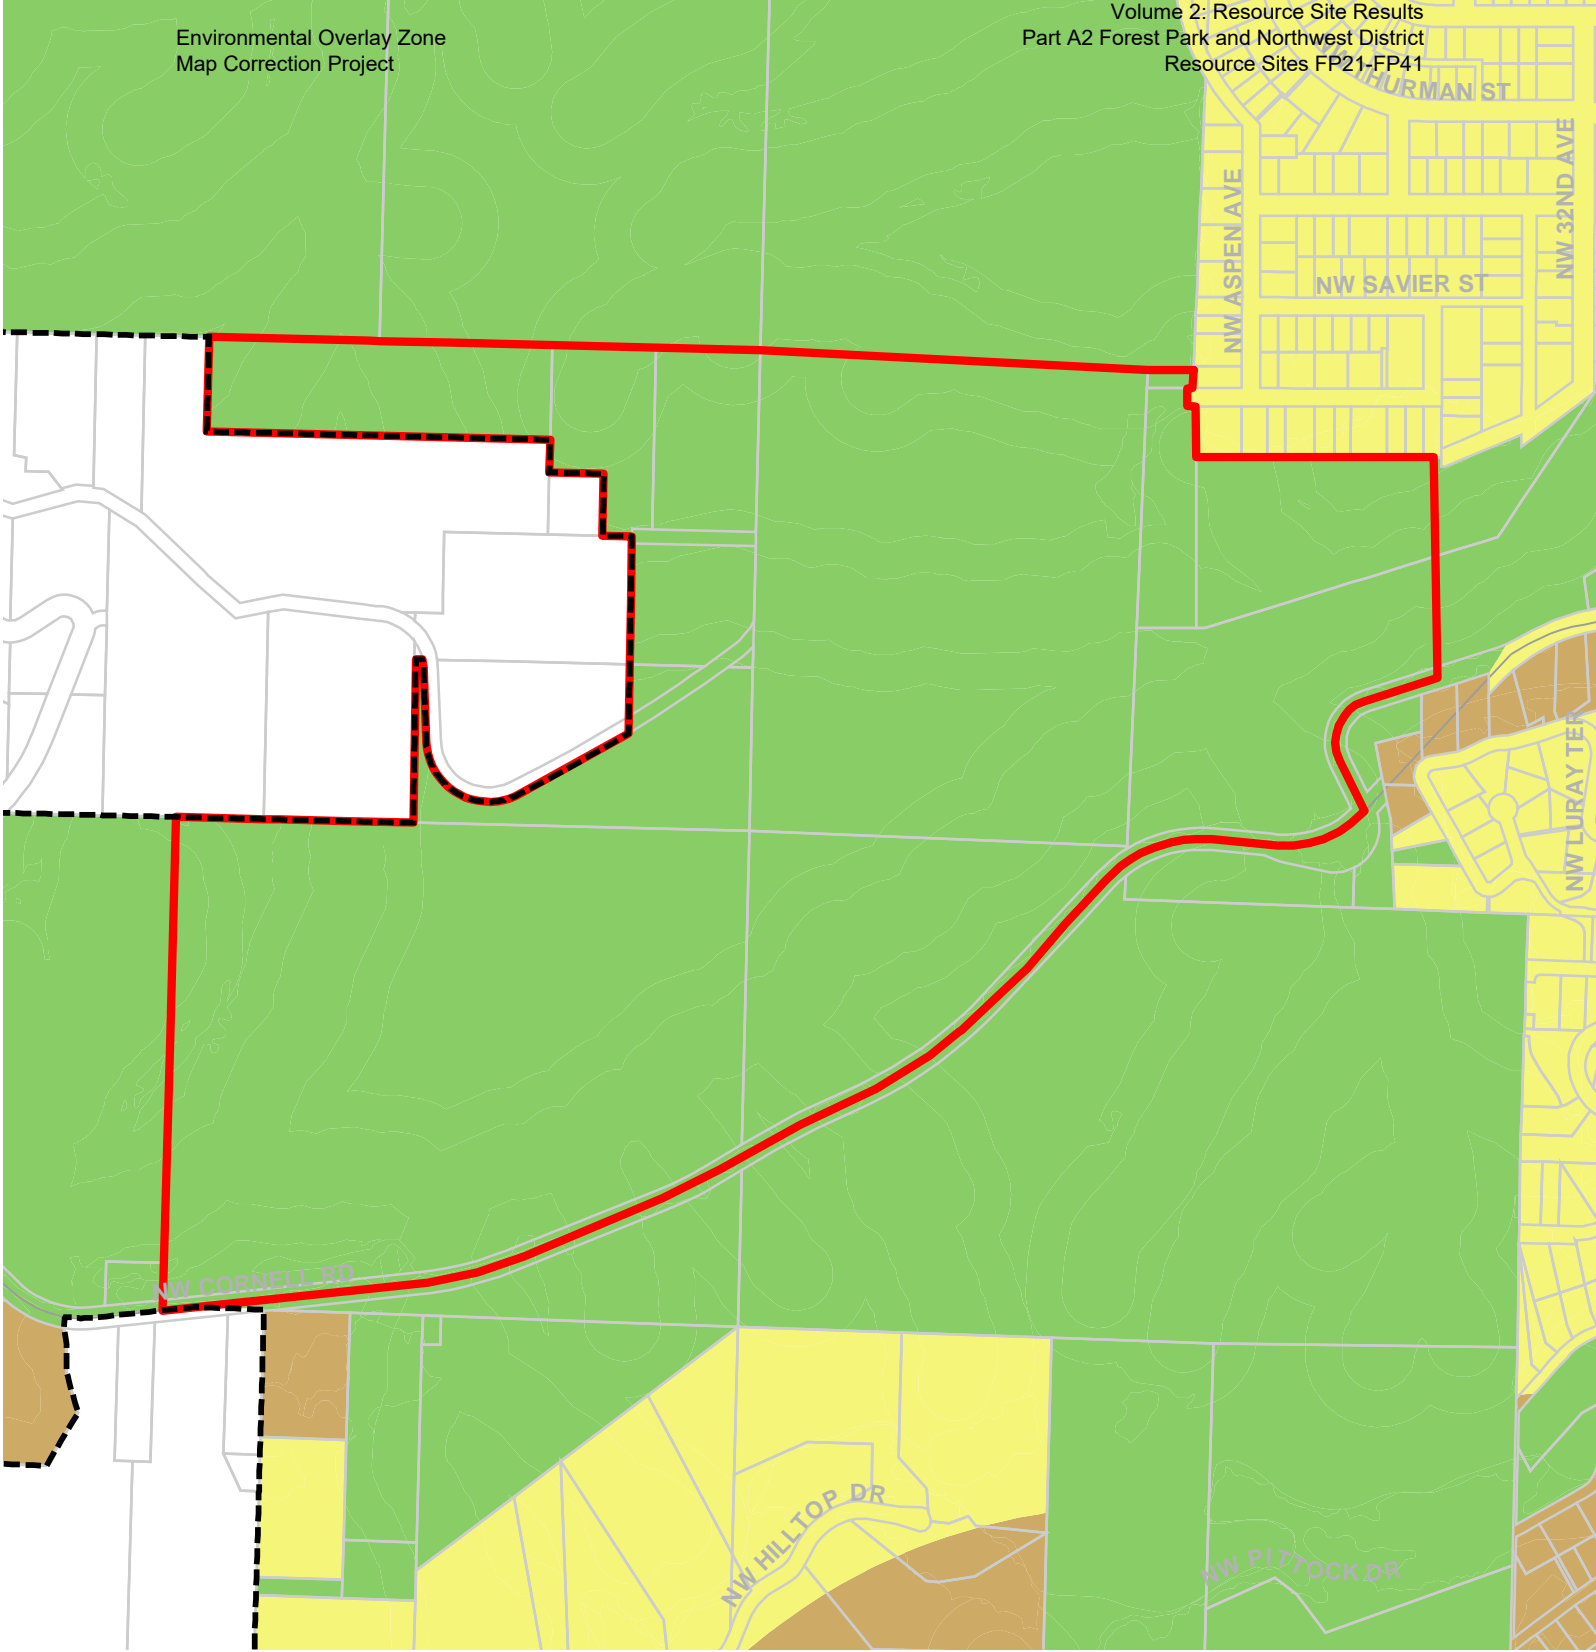 Environmental Overlay Zone
Map Correction Project
Volume 2: Resource Site Results
Part A2 Forest Park and Northwest District
Resource Sites FP21-FP41
NW THURMAN ST
NW 32ND AVE
NW ASPEN AVE
NW SAVIER ST
NW LURAY TER
NW CORNELL RD
NW HILLTOP DR
NW PITTOCK DR